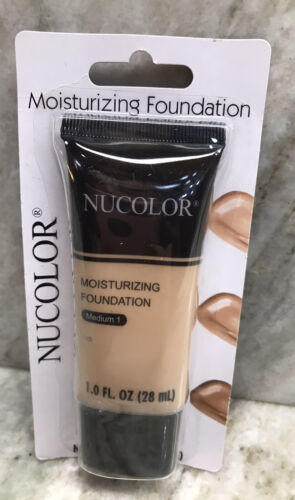 Moisturizing Foundation
NUCOLOR®
NUCOLOR®
MOISTURIZING
FOUNDATION
Medium 1
1.0 FL. OZ (28 mL)